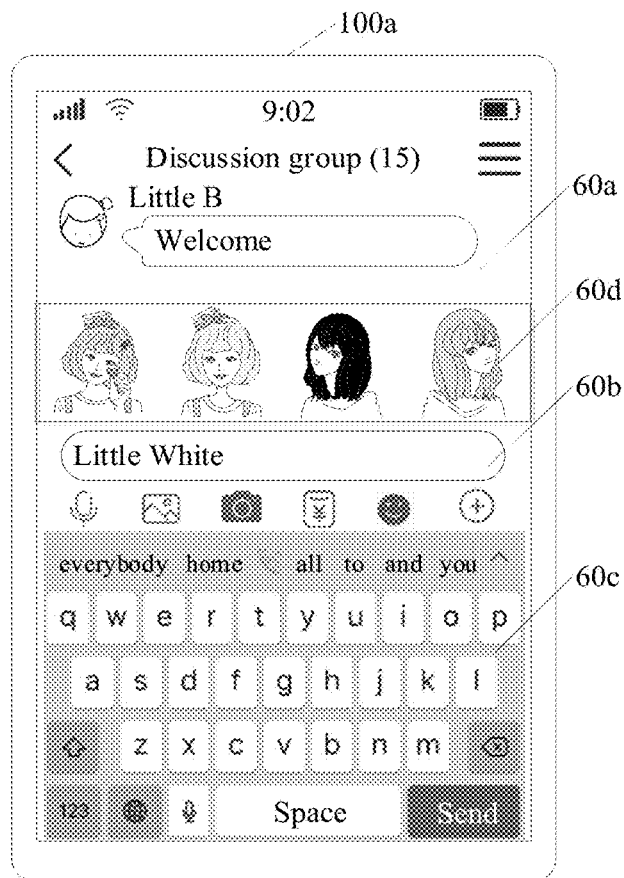 100a
9:02
Discussion group (15)
60a
Little B
Welcome
60d
60b
Little White
everybody home all to and you
60c
q w e r t y u i o p
a s d f g h j k l
z x c v b n m
123 Space Send